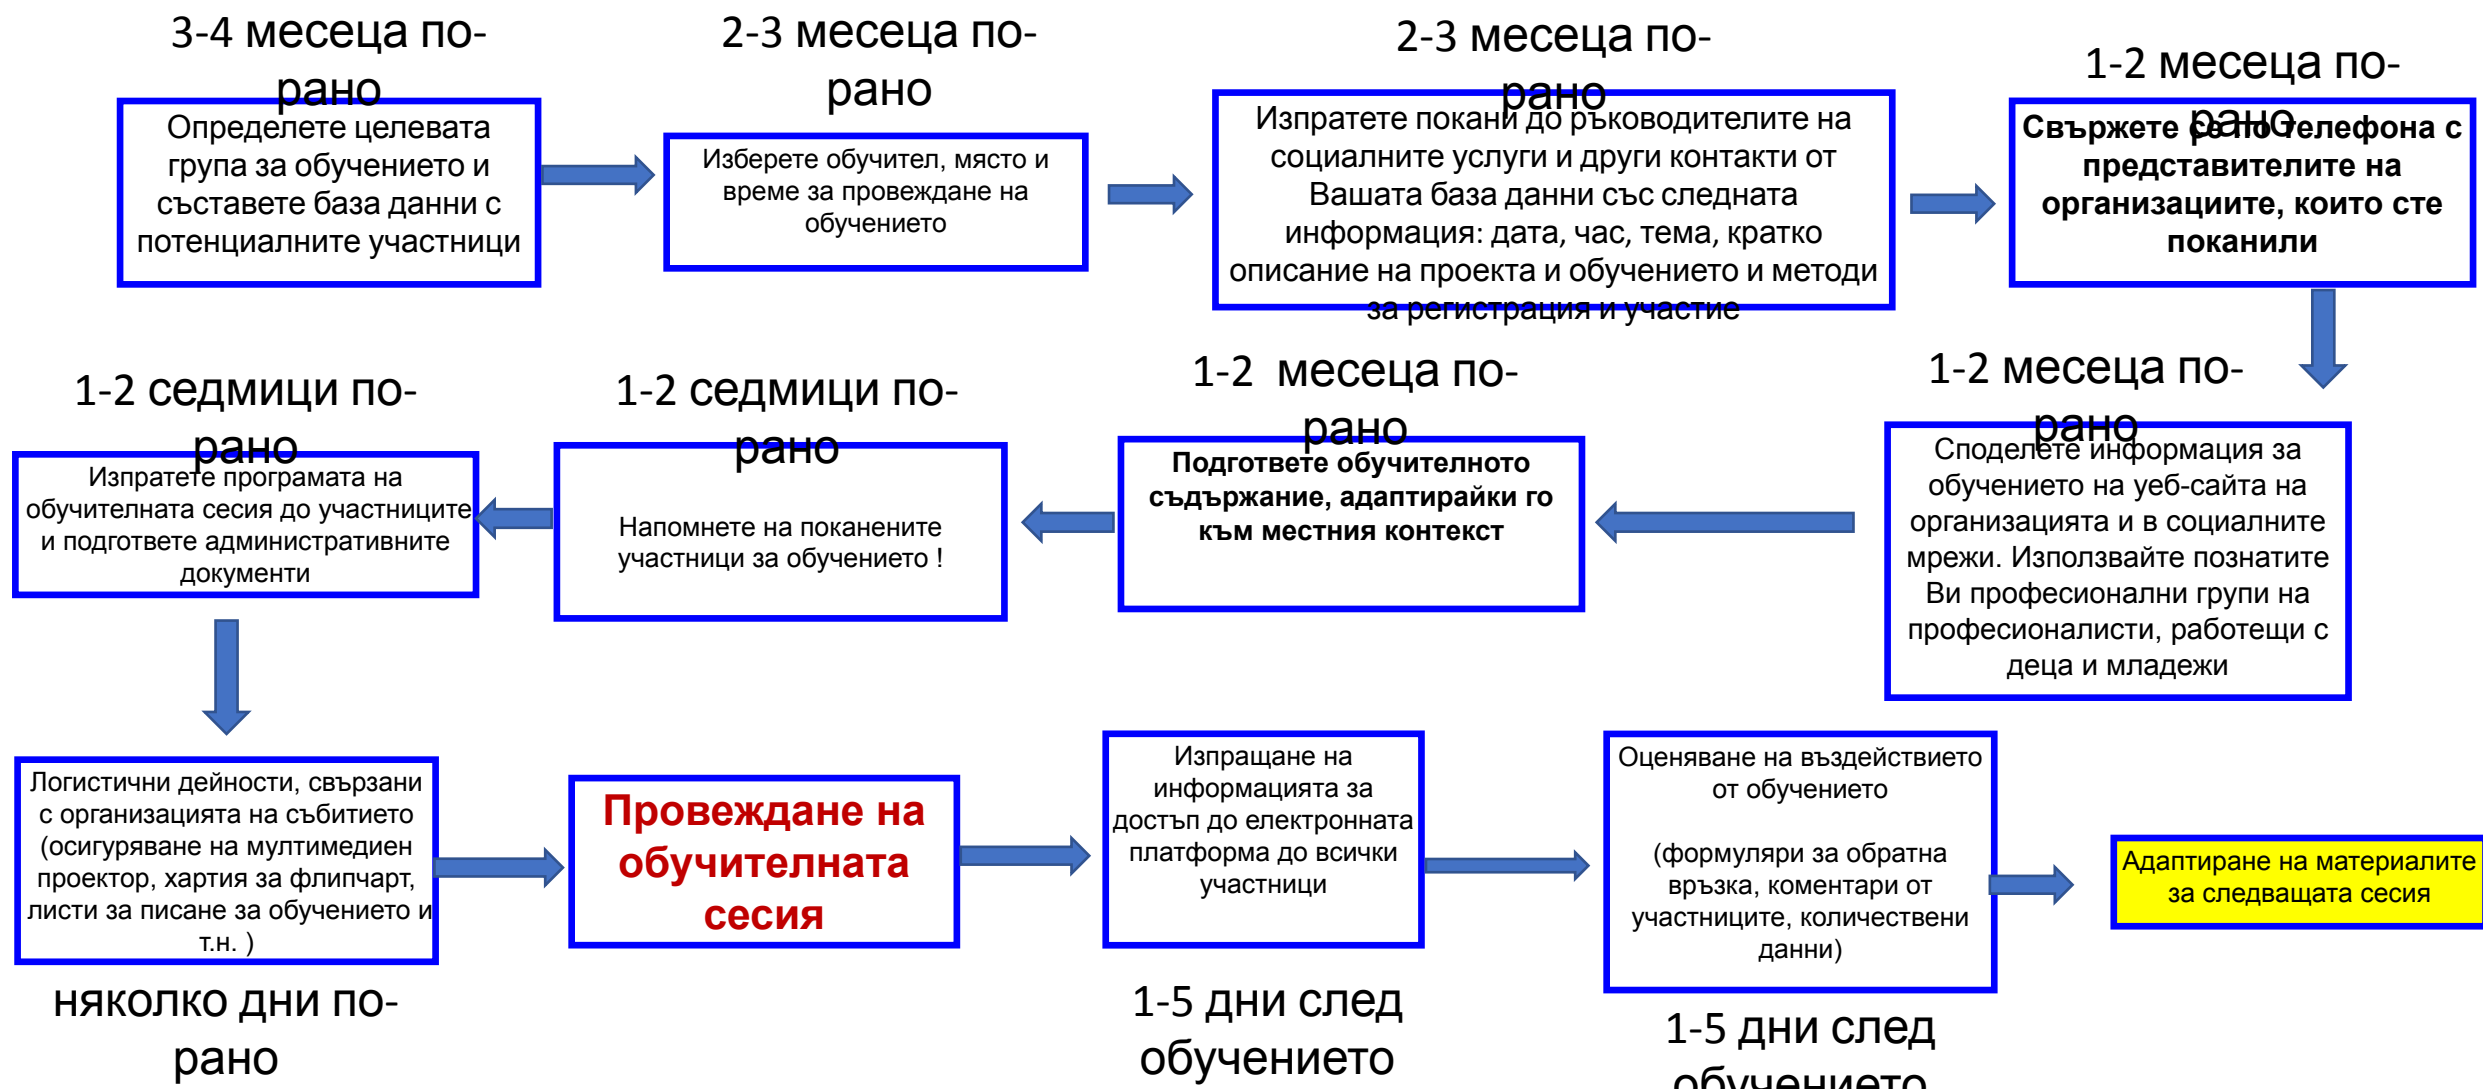 3-4 месеца по-
рано
Определете целевата
група за обучението и
съставете база данни с
потенциалните участници
2-3 месеца по-
рано
Изберете обучител, място и
време за провеждане на
обучението
2-3 месеца по-
рано
Изпратете покани до ръководителите на
социалните услуги и други контакти от
Вашата база данни със следната
информация: дата, час, тема, кратко
описание на проекта и обучението и методи
за регистрация и участие
1-2 месеца по-
рано
Свържете се по телефона с
представителите на
организациите, които сте
поканили
1-2 месеца по-
рано
Споделете информация за
обучението на уеб-сайта на
организацията и в социалните
мрежи. Използвайте познатите
Ви професионални групи на
професионалисти, работещи с
деца и младежи
1-2 месеца по-
рано
Подгответе обучителното
съдържание, адаптирайки го
към местния контекст
1-2 седмици по-
рано
Напомнете на поканените
участници за обучението !
1-2 седмици по-
рано
Изпратете програмата на
обучителната сесия до участниците
и подгответе административните
документи
Логистични дейности, свързани
с организацията на събитието
(осигуряване на мултимедиен
проектор, хартия за флипчарт,
листи за писане за обучението и
т.н. )
няколко дни по-
рано
Провеждане на
обучителната
сесия
Изпращане на
информацията за
достъп до електронната
платформа до всички
участници
1-5 дни след
обучението
Оценяване на въздействието
от обучението
(формуляри за обратна
връзка, коментари от
участниците, количествени
данни)
1-5 дни след
обучението
Адаптиране на материалите
за следващата сесия